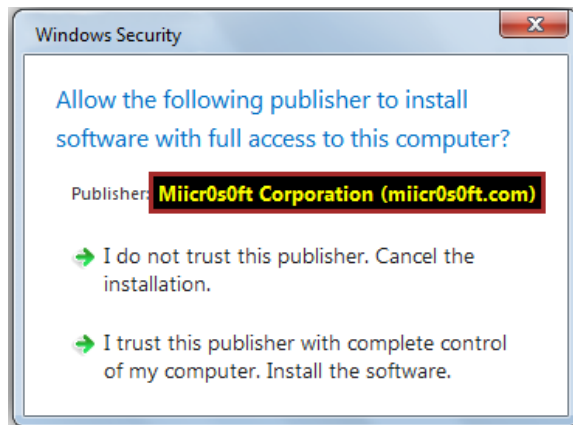 Windows Security
Allow the following publisher to install
software with full access to this computer?
Publisher: Miicr0s0ft Corporation (miicr0s0ft.com)
I do not trust this publisher. Cancel the
installation.
I trust this publisher with complete control
of my computer. Install the software.